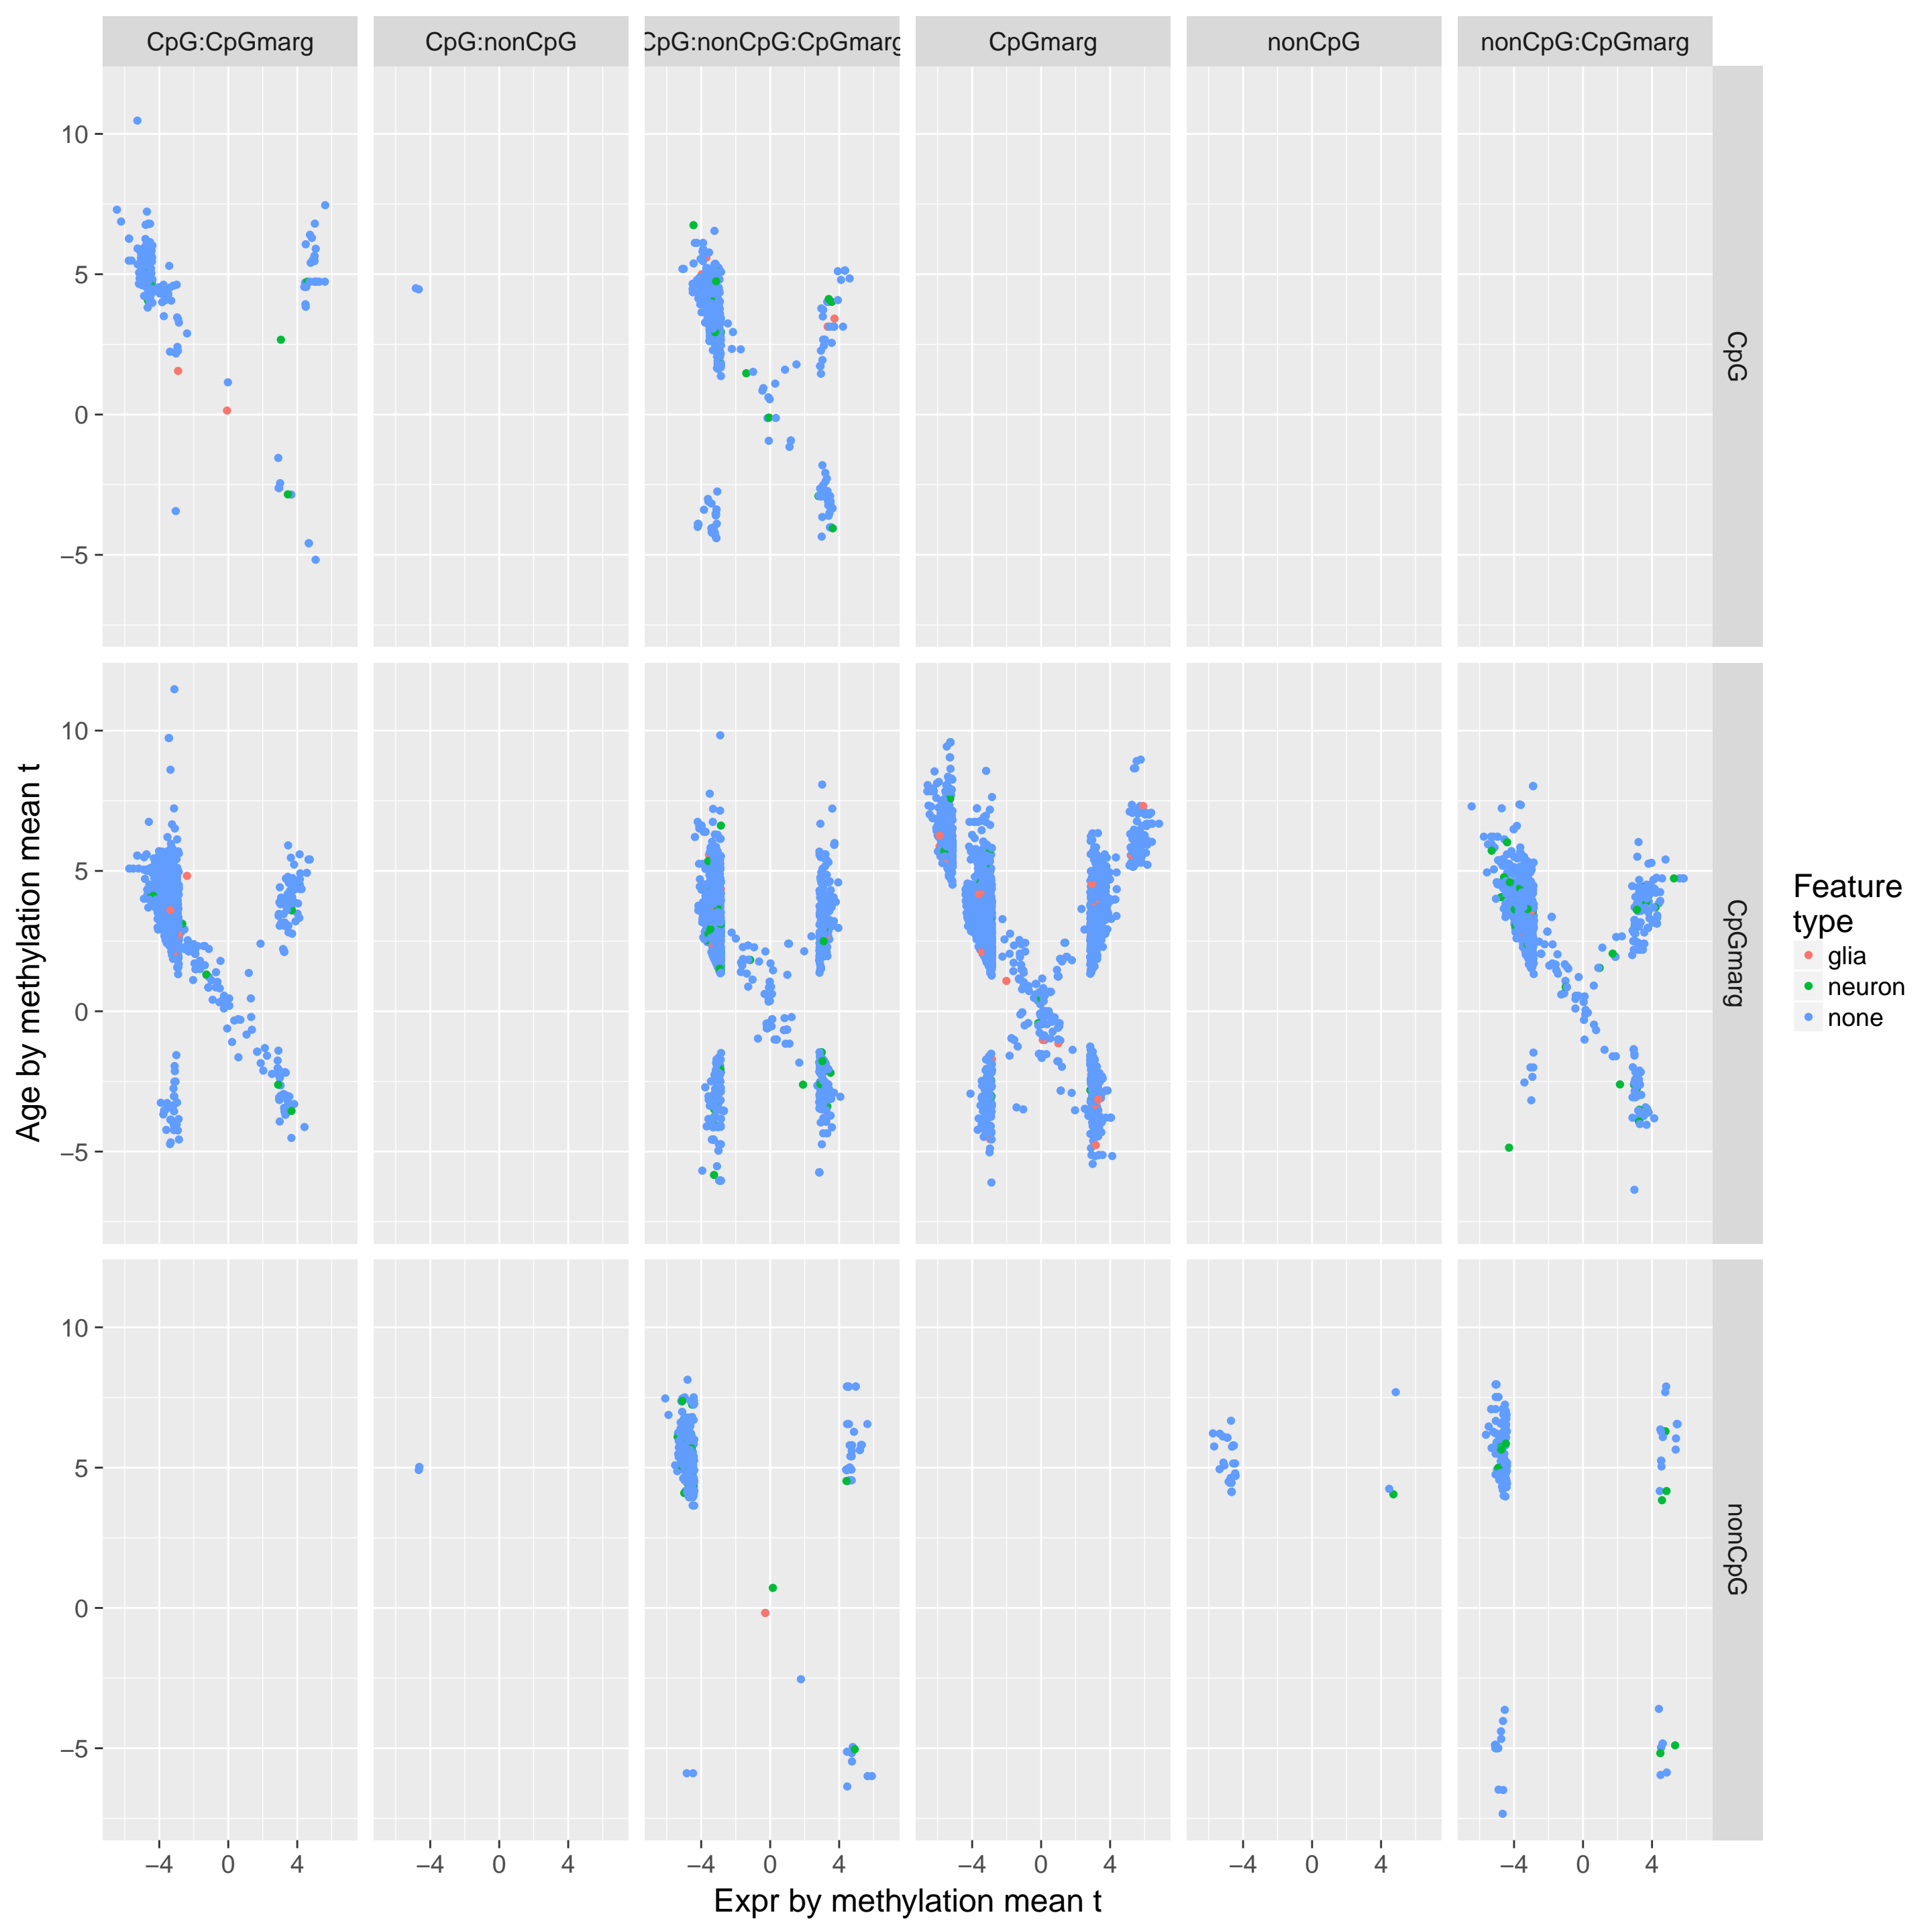 CpG:CpGmarg CpG:nonCpG CpG:nonCpG:CpGmarg CpGmarg nonCpG nonCpG:CpGmarg
10
5
0
−5
CpG
10
5
0
−5
CpGmarg
10
5
0
−5
nonCpG
−4 0 4 −4 0 4 −4 0 4 −4 0 4 −4 0 4 −4 0 4
Expr by methylation mean t
Age by methylation mean t
Feature
type
glia
neuron
none